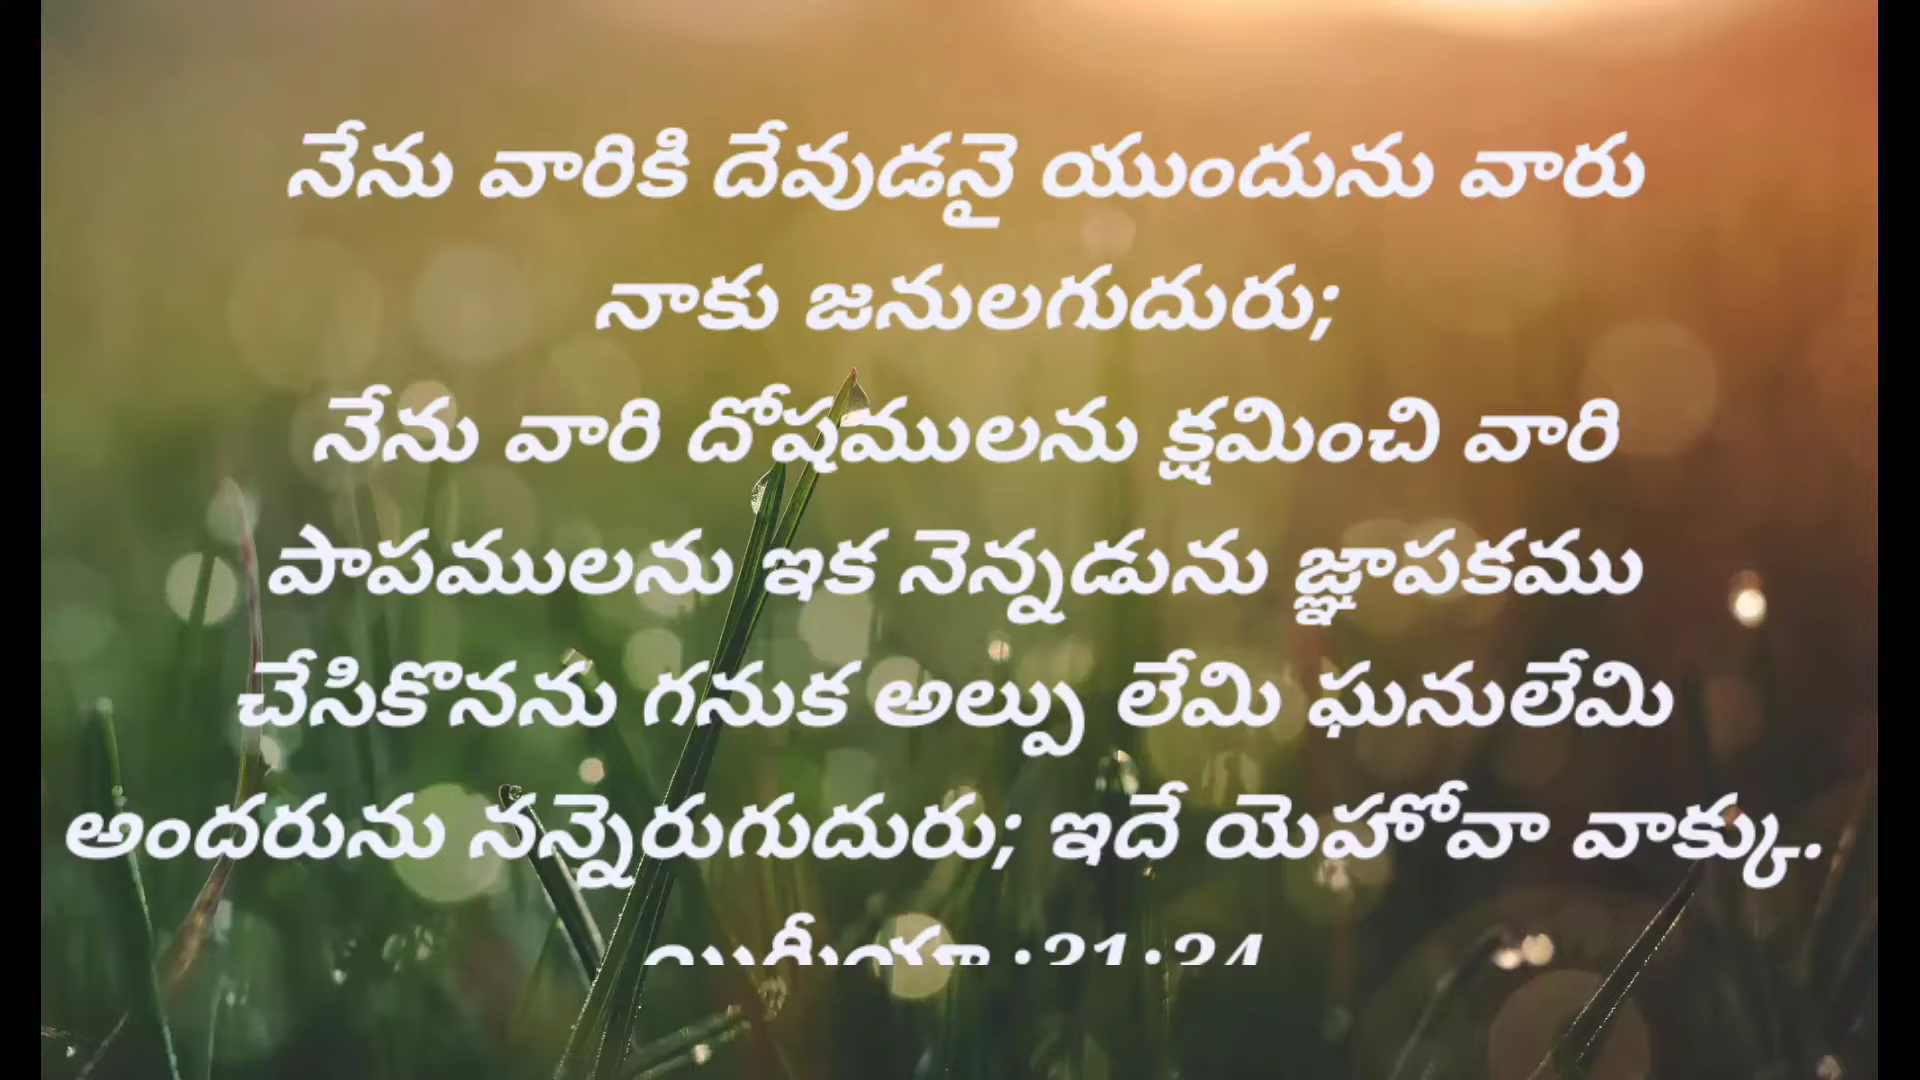 నేను వారికి దేవుడనై యుందును వారు
నాకు జనులగుదురు;
నేను వారి దోషములను క్షమించి వారి
పాపములను ఇక నెన్నడును జ్ఞాపకము
చేసికొనను గనుక అల్పు లేమి ఘనులేమి
అందరును నన్నెరుగుదురు; ఇదే యెహోవా వాక్కు.